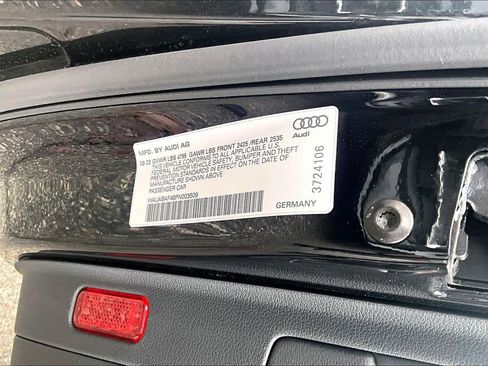 MFD. BY AUDI AG
09 22 GVWR LBS 4798 GAWR LBS FRONT 2425 /REAR 2535
THIS VEHICLE CONFORMS TO ALL APPLICABLE U.S.
FEDERAL MOTOR VEHICLE SAFETY, BUMPER AND THEFT
PREVENTION STANDARDS IN EFFECT ON THE DATE OF
MANUFACTURE SHOWN ABOVE
PASSENGER CAR
WAUABAF46PN003509
GERMANY
Audi
3724106